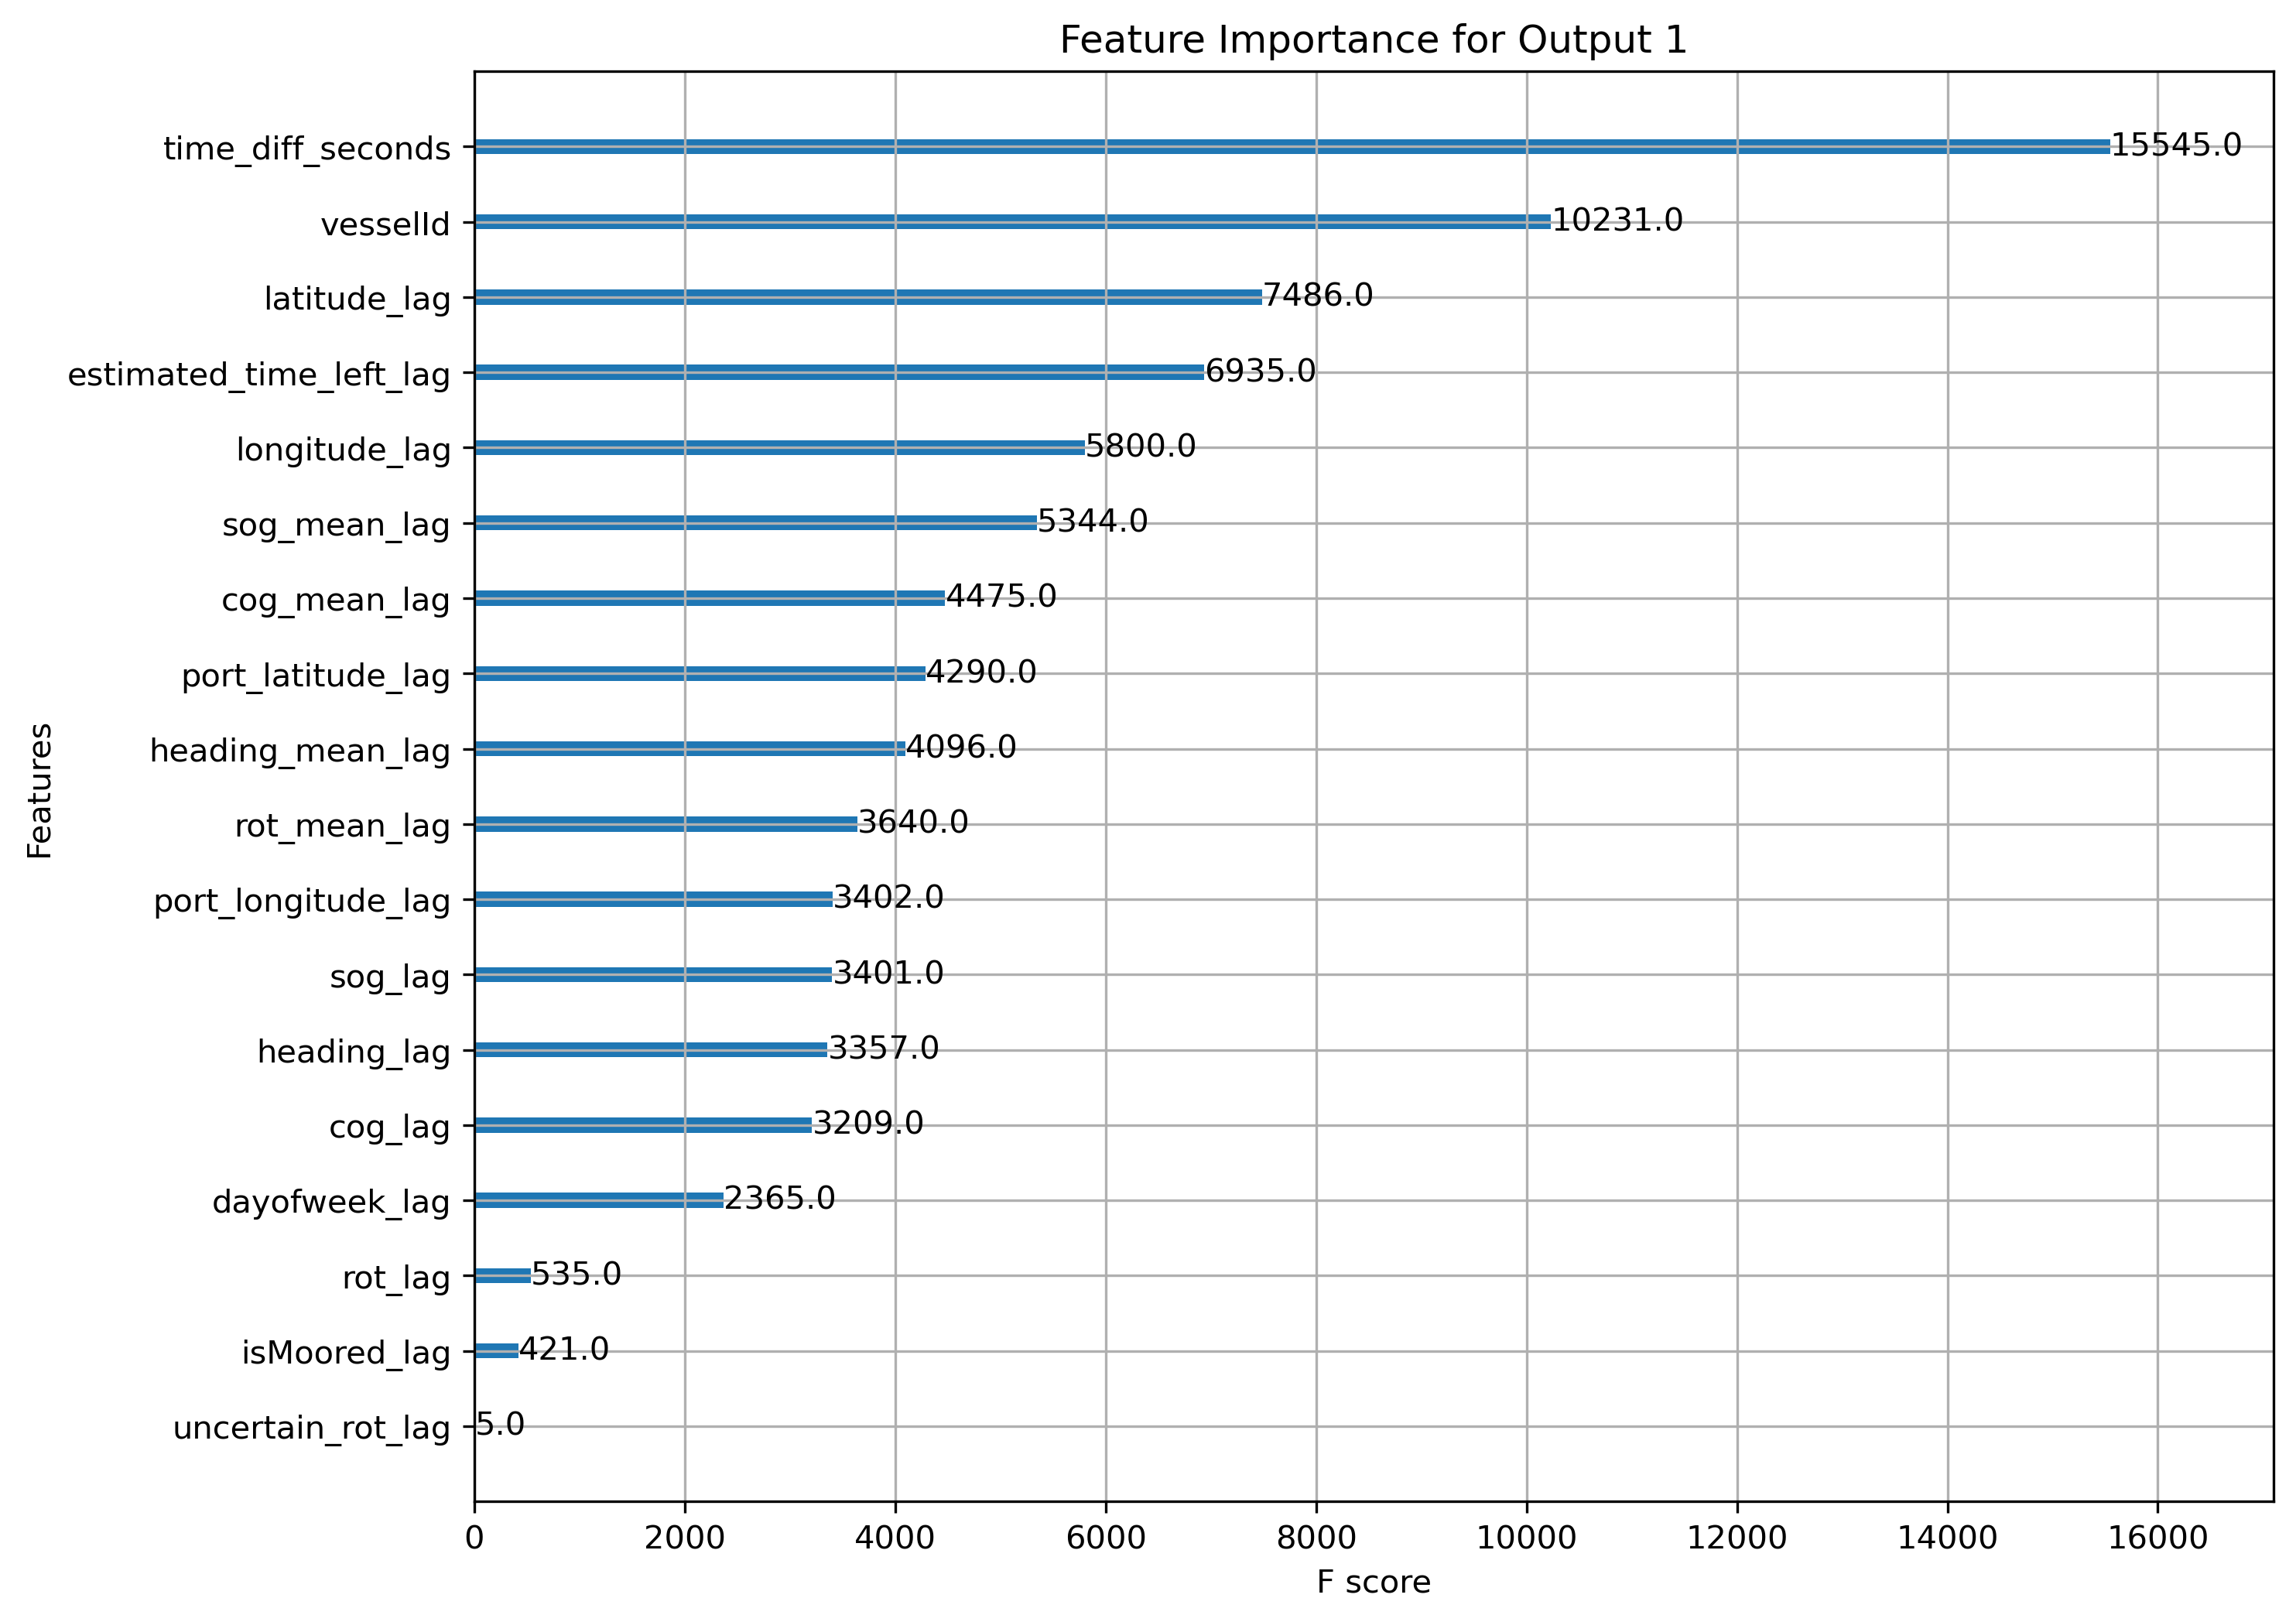 Feature Importance for Output 1
time_diff_seconds 15545.0
vesselId 10231.0
latitude_lag 7486.0
estimated_time_left_lag 6935.0
longitude_lag 5800.0
sog_mean_lag 5344.0
cog_mean_lag 4475.0
port_latitude_lag 4290.0
heading_mean_lag 4096.0
rot_mean_lag 3640.0
port_longitude_lag 3402.0
sog_lag 3401.0
heading_lag 3357.0
cog_lag 3209.0
dayofweek_lag 2365.0
rot_lag 535.0
isMoored_lag 421.0
uncertain_rot_lag 5.0
Features
0 2000 4000 6000 8000 10000 12000 14000 16000
F score